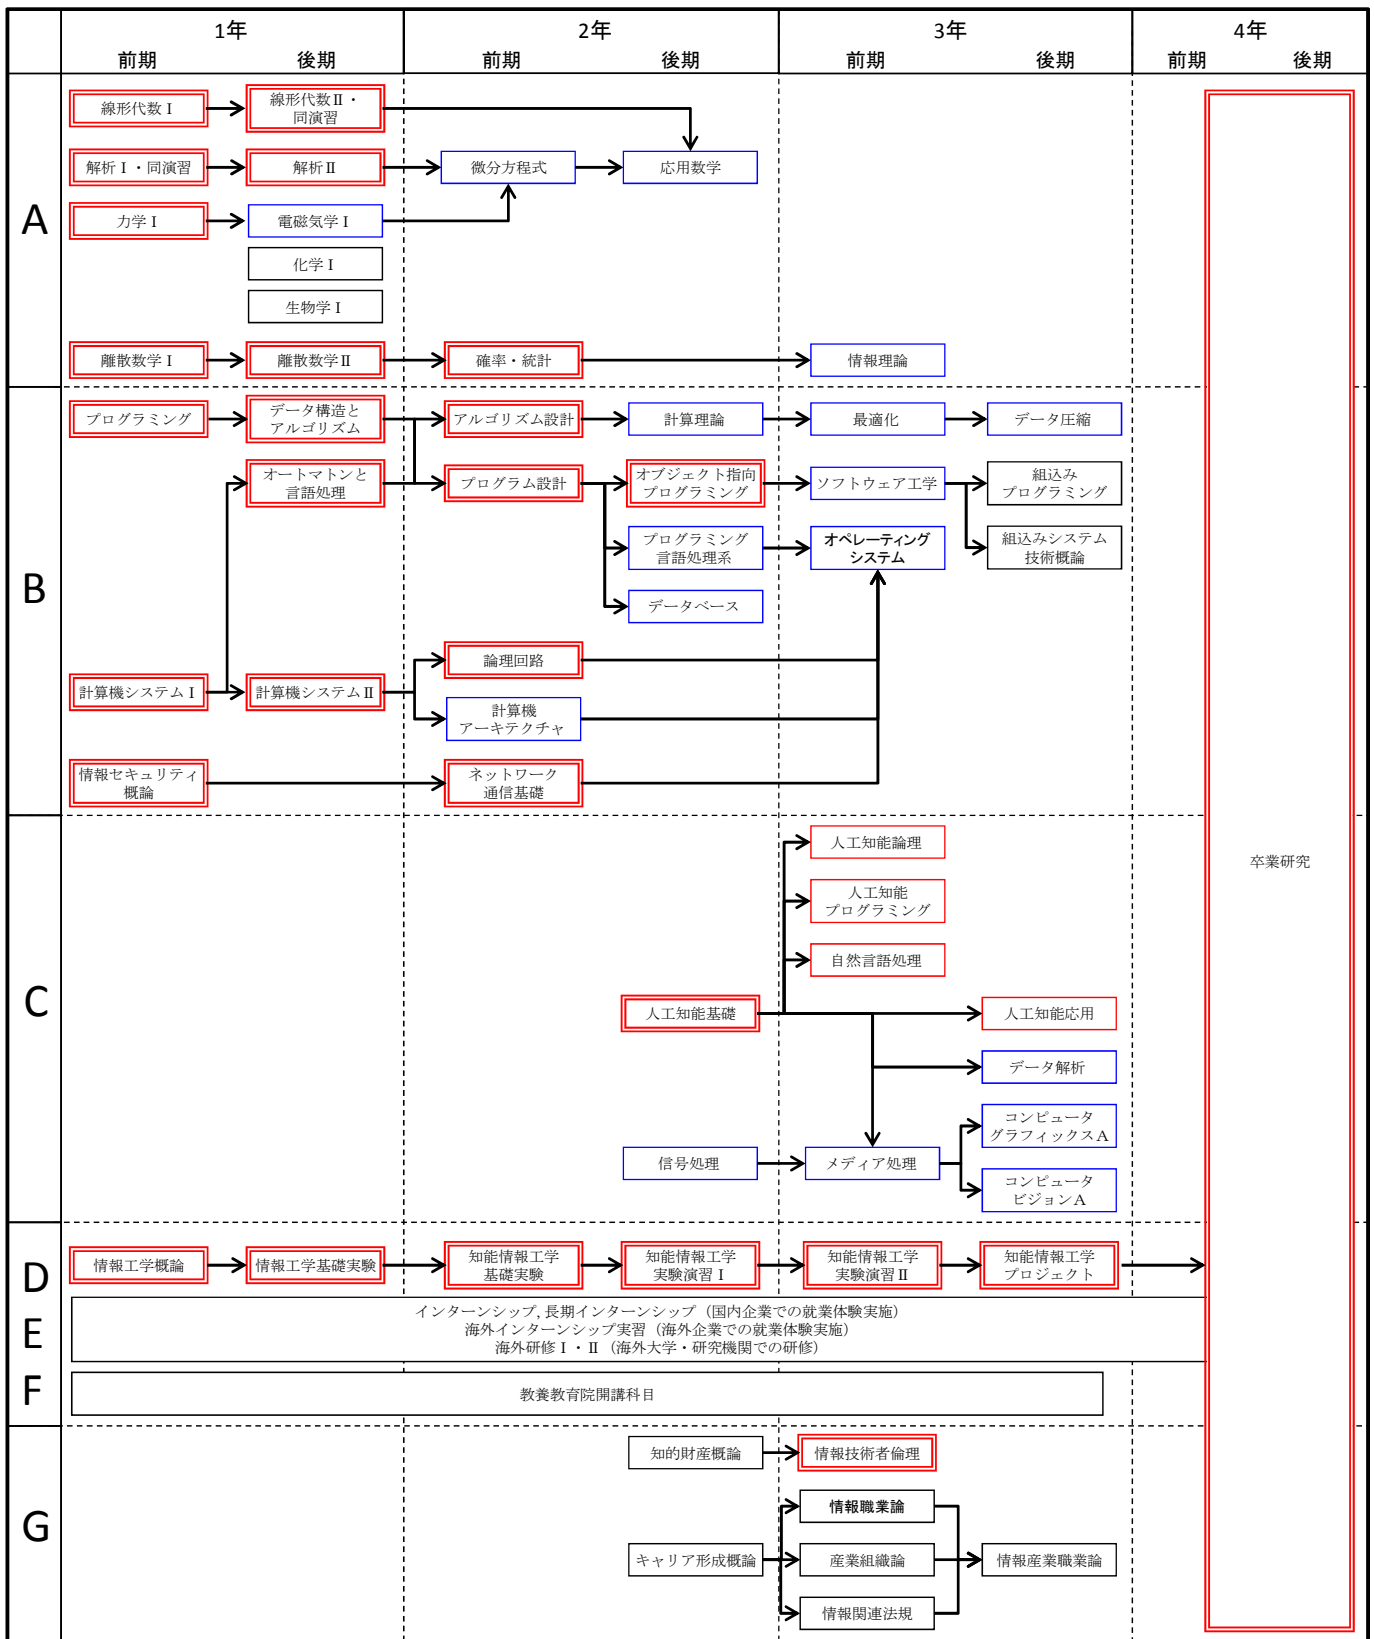 1年
2年
3年
4年
前期
後期
前期
後期
前期
後期
前期
後期
A
線形代数Ⅰ
線形代数Ⅱ・
同演習
解析Ⅰ・同演習
解析Ⅱ
微分方程式
応用数学
力学Ⅰ
電磁気学Ⅰ
化学Ⅰ
生物学Ⅰ
離散数学Ⅰ
離散数学Ⅱ
確率・統計
情報理論
B
プログラミング
データ構造と
アルゴリズム
アルゴリズム設計
計算理論
最適化
データ圧縮
オートマトンと
言語処理
プログラム設計
オブジェクト指向
プログラミング
ソフトウェア工学
組込み
プログラミング
プログラミング
言語処理系
オペレーティング
システム
組込みシステム
技術概論
データベース
論理回路
計算機システムⅠ
計算機システムⅡ
計算機
アーキテクチャ
情報セキュリティ
概論
ネットワーク
通信基礎
C
人工知能論理
人工知能
プログラミング
自然言語処理
人工知能基礎
人工知能応用
データ解析
コンピュータ
グラフィックスA
信号処理
メディア処理
コンピュータ
ビジョンA
卒業研究
D
情報工学概論
情報工学基礎実験
知能情報工学
基礎実験
知能情報工学
実験演習Ⅰ
知能情報工学
実験演習Ⅱ
知能情報工学
プロジェクト
E
インターンシップ,長期インターンシップ（国内企業での就業体験実施）
海外インターンシップ実習（海外企業での就業体験実施）
海外研修Ⅰ・Ⅱ（海外大学・研究機関での研修）
F
教養教育院開講科目
G
知的財産概論
情報技術者倫理
情報職業論
キャリア形成概論
産業組織論
情報産業職業論
情報関連法規